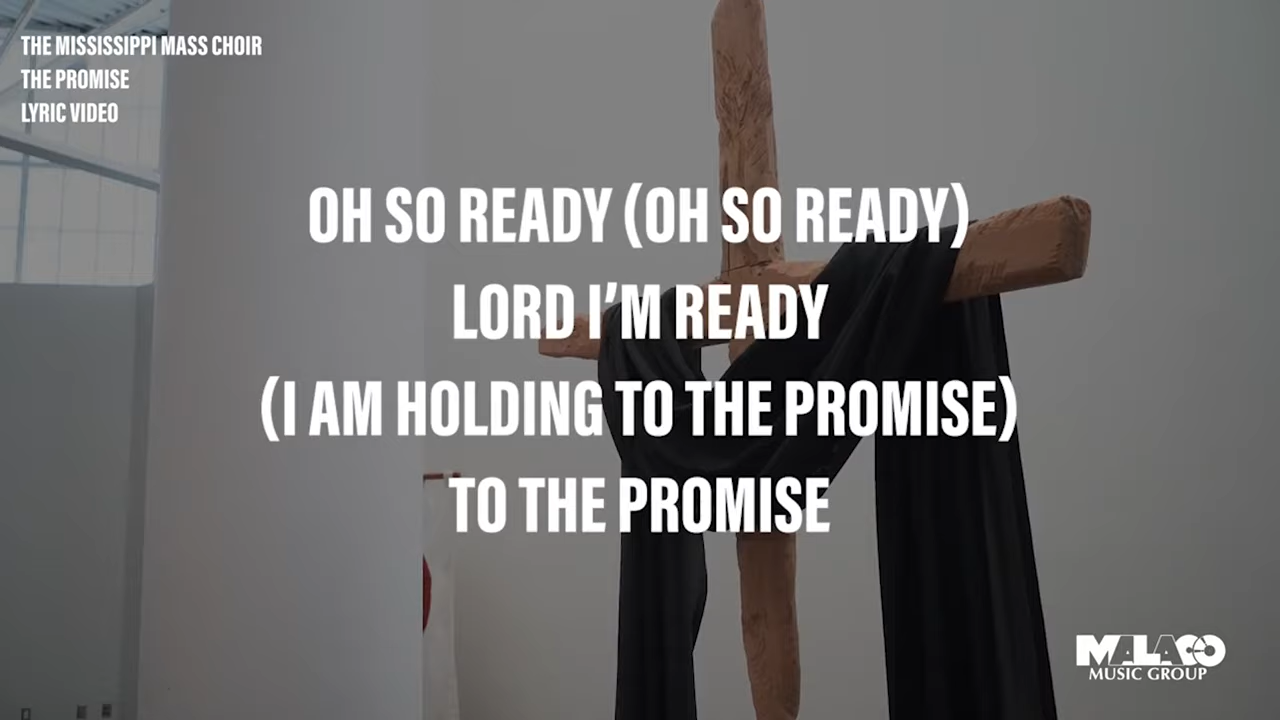 THE MISSISSIPPI MASS CHOIR
THE PROMISE
LYRIC VIDEO
OH SO READY (OH SO READY)
LORD I'M READY
(I AM HOLDING TO THE PROMISE)
TO THE PROMISE
MALACO
MUSIC GROUP